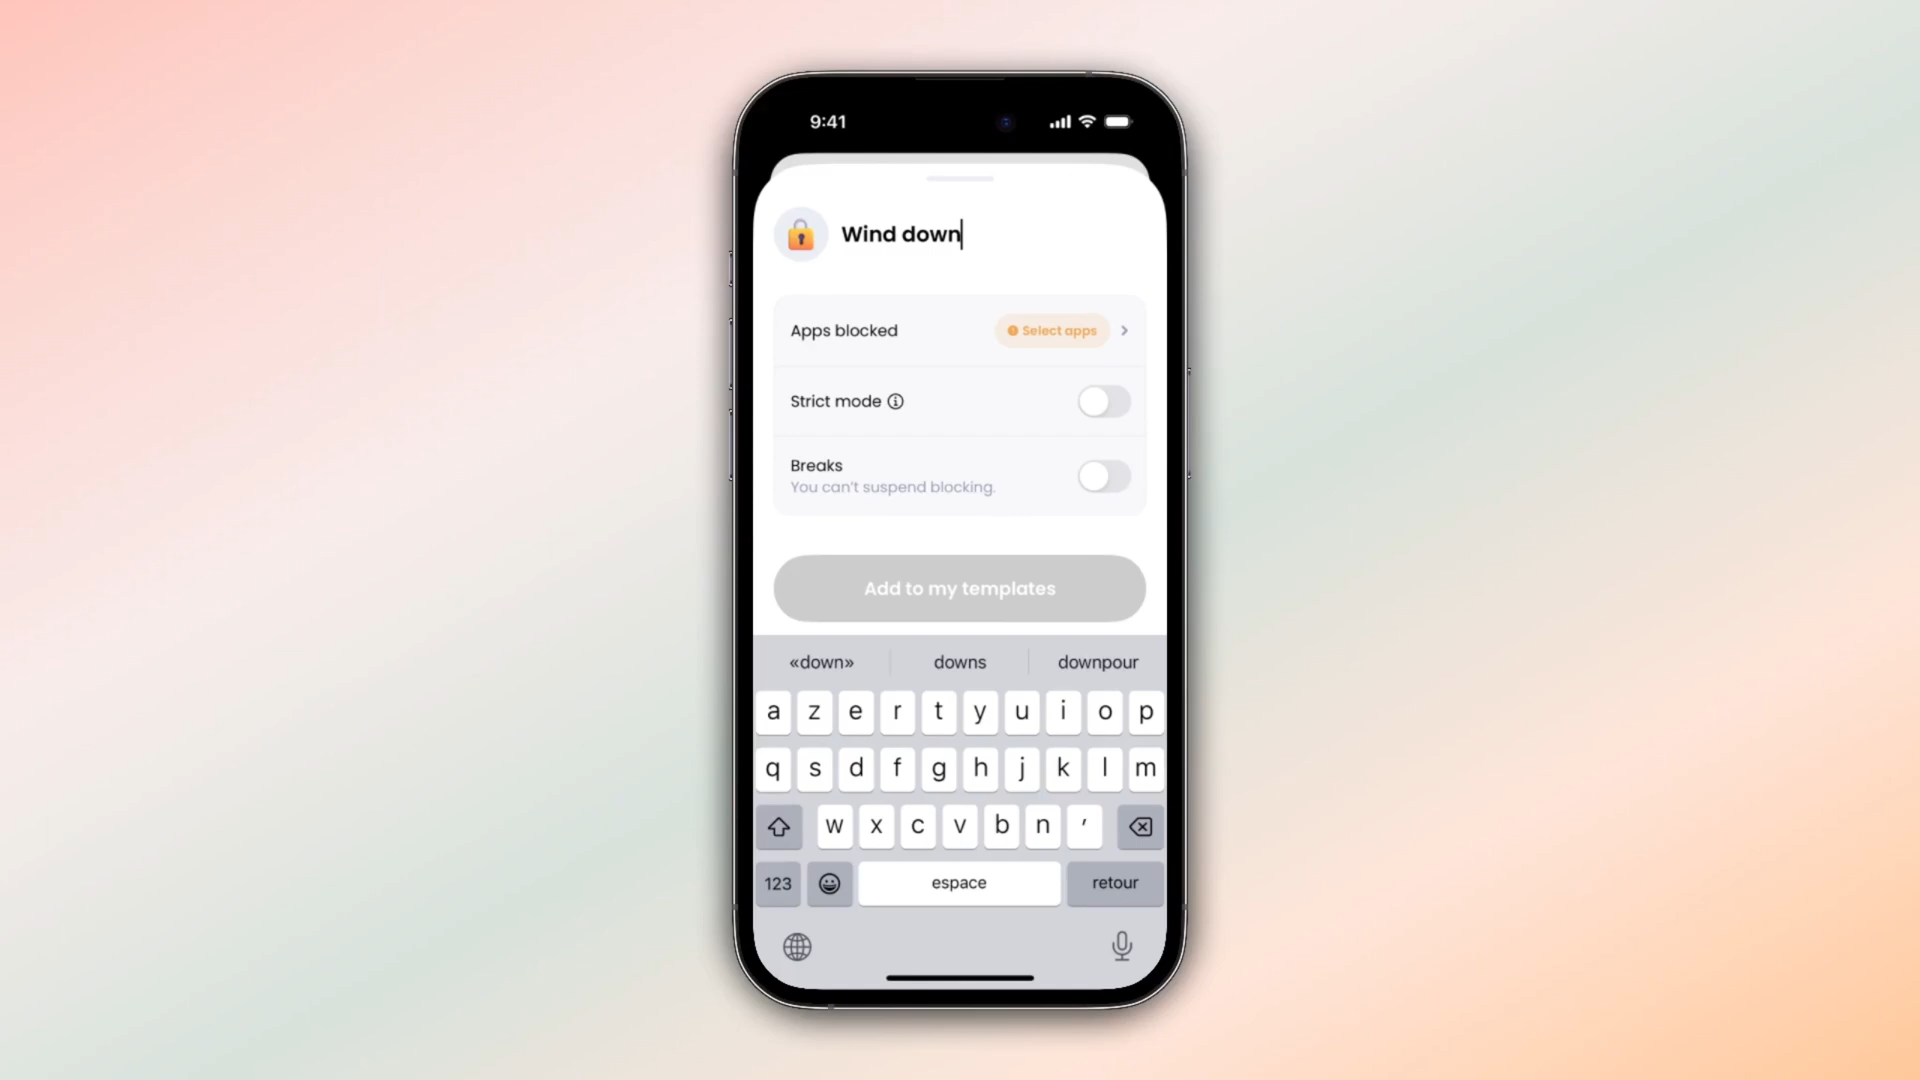 9:41
Wind down
Apps blocked
Select apps
Strict mode
Breaks
You can't suspend blocking.
Add to my templates
«down» downs downpour
a z e r t y u i o p
q s d f g h j k l m
w x c v b n ′
123 espace retour